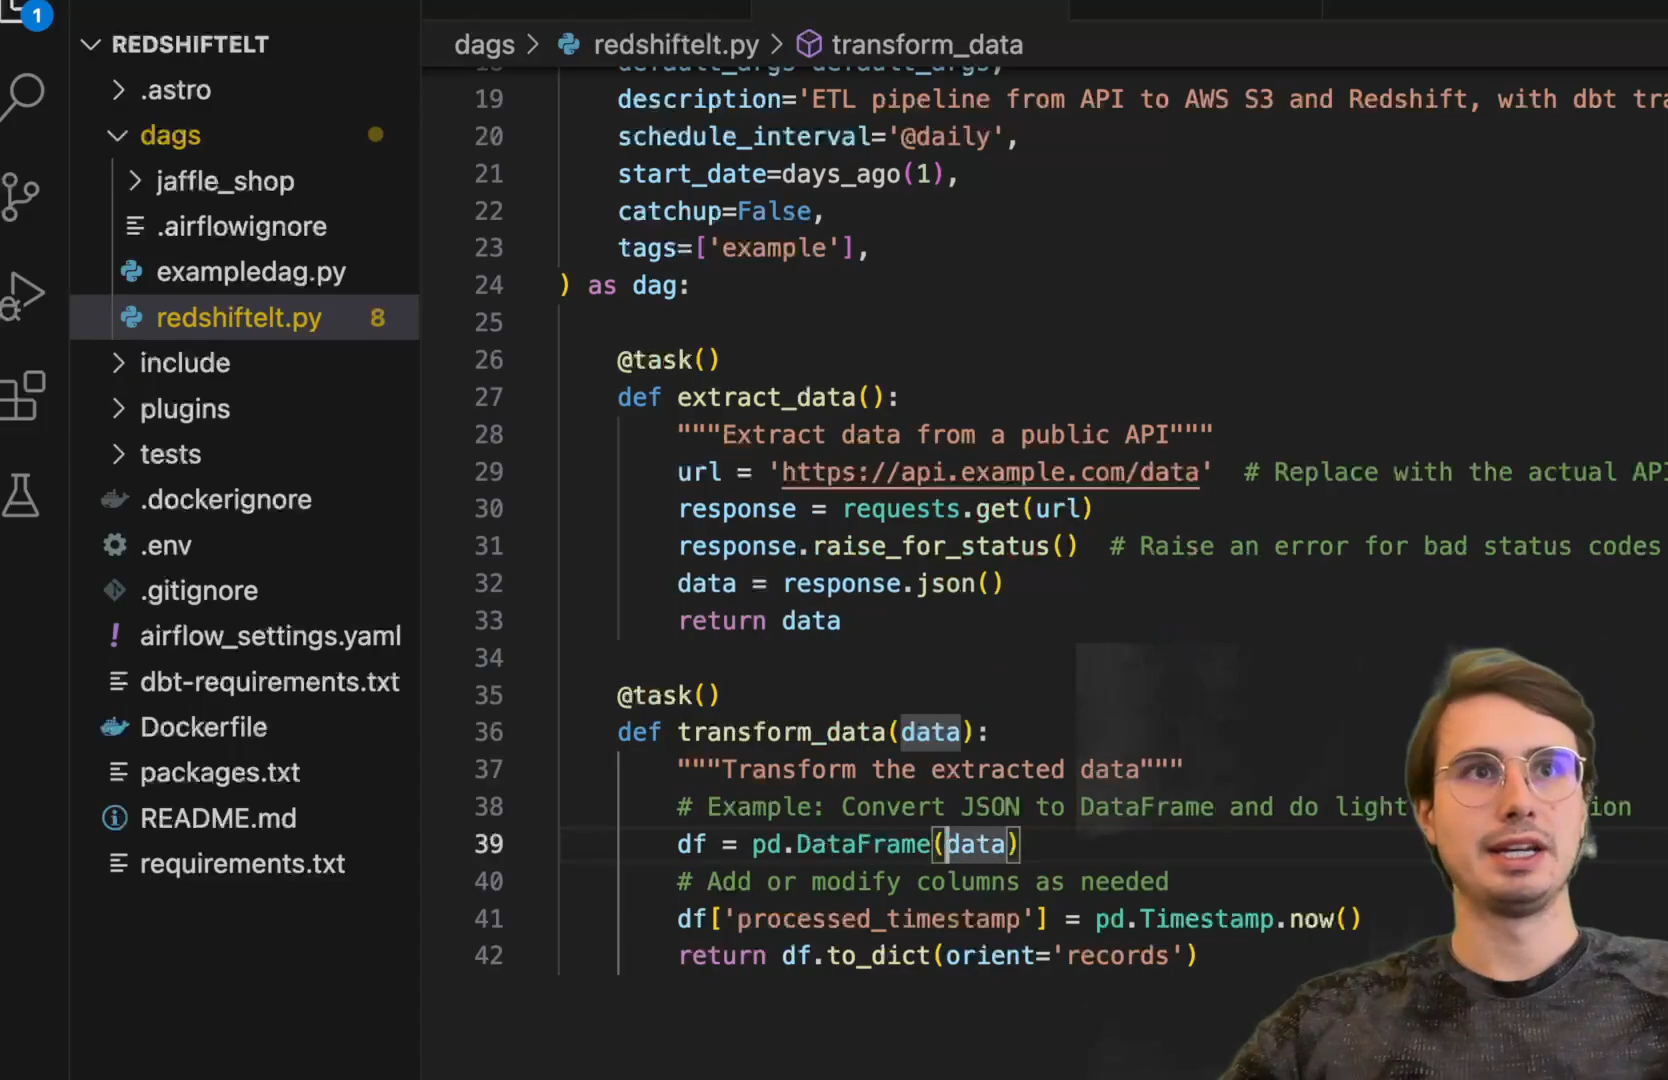 1
REDSHIFTELT
.astro
dags
jaffle_shop
.airflowignore
exampledag.py
redshiftelt.py 8
include
plugins
tests
.dockerignore
.env
.gitignore
airflow_settings.yaml
dbt-requirements.txt
Dockerfile
packages.txt
README.md
requirements.txt
dags > redshiftelt.py > transform_data
default_args=default_args,
19 description='ETL pipeline from API to AWS S3 and Redshift, with dbt
20 schedule_interval='@daily',
21 start_date=days_ago(1),
22 catchup=False,
23 tags=['example'],
24 ) as dag:
25
26 @task()
27 def extract_data():
28 """Extract data from a public API"""
29 url = 'https://api.example.com/data' # Replace with the actual API
30 response = requests.get(url)
31 response.raise_for_status() # Raise an error for bad status codes
32 data = response.json()
33 return data
34
35 @task()
36 def transform_data(data):
37 """Transform the extracted data"""
38 # Example: Convert JSON to DataFrame and do light
39 df = pd.DataFrame(data)
40 # Add or modify columns as needed
41 df['processed_timestamp'] = pd.Timestamp.now()
42 return df.to_dict(orient='records')